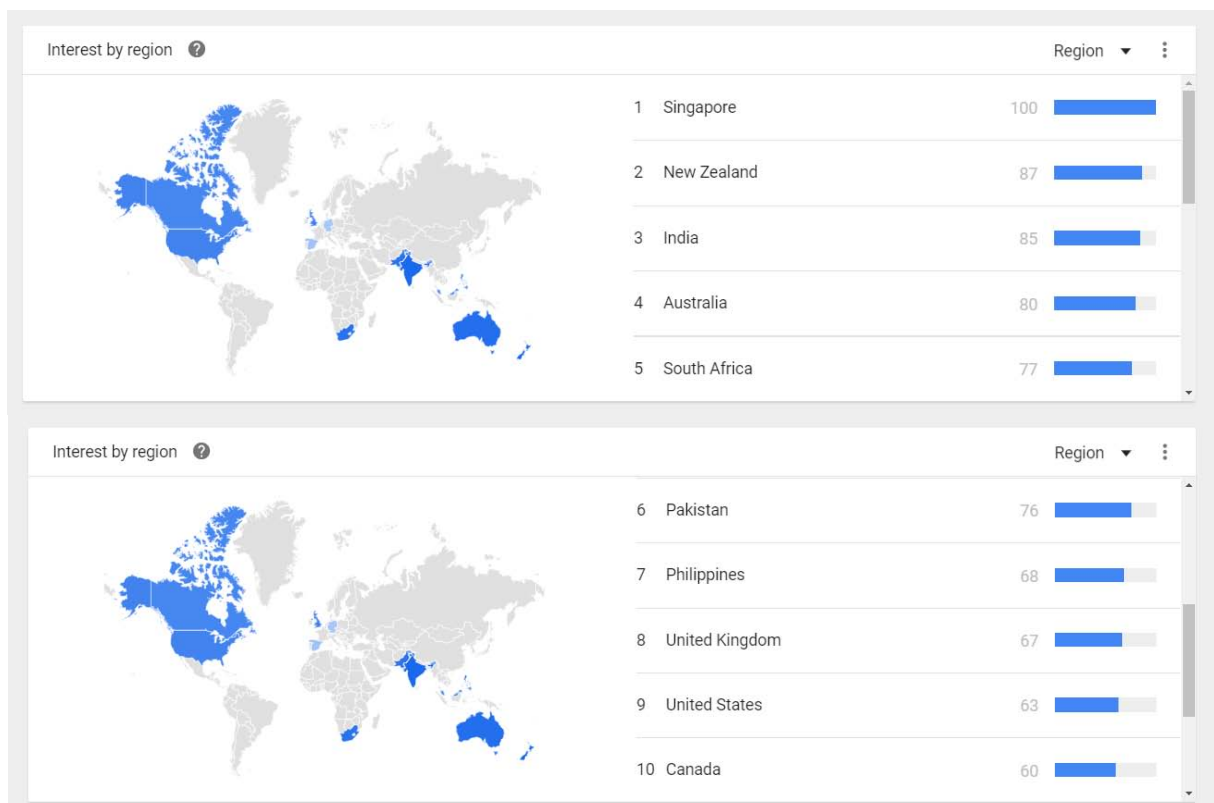 Interest by region ?
Region
1 Singapore 100
2 New Zealand 87
3 India 85
4 Australia 80
5 South Africa 77
Interest by region ?
Region
6 Pakistan 76
7 Philippines 68
8 United Kingdom 67
9 United States 63
10 Canada 60